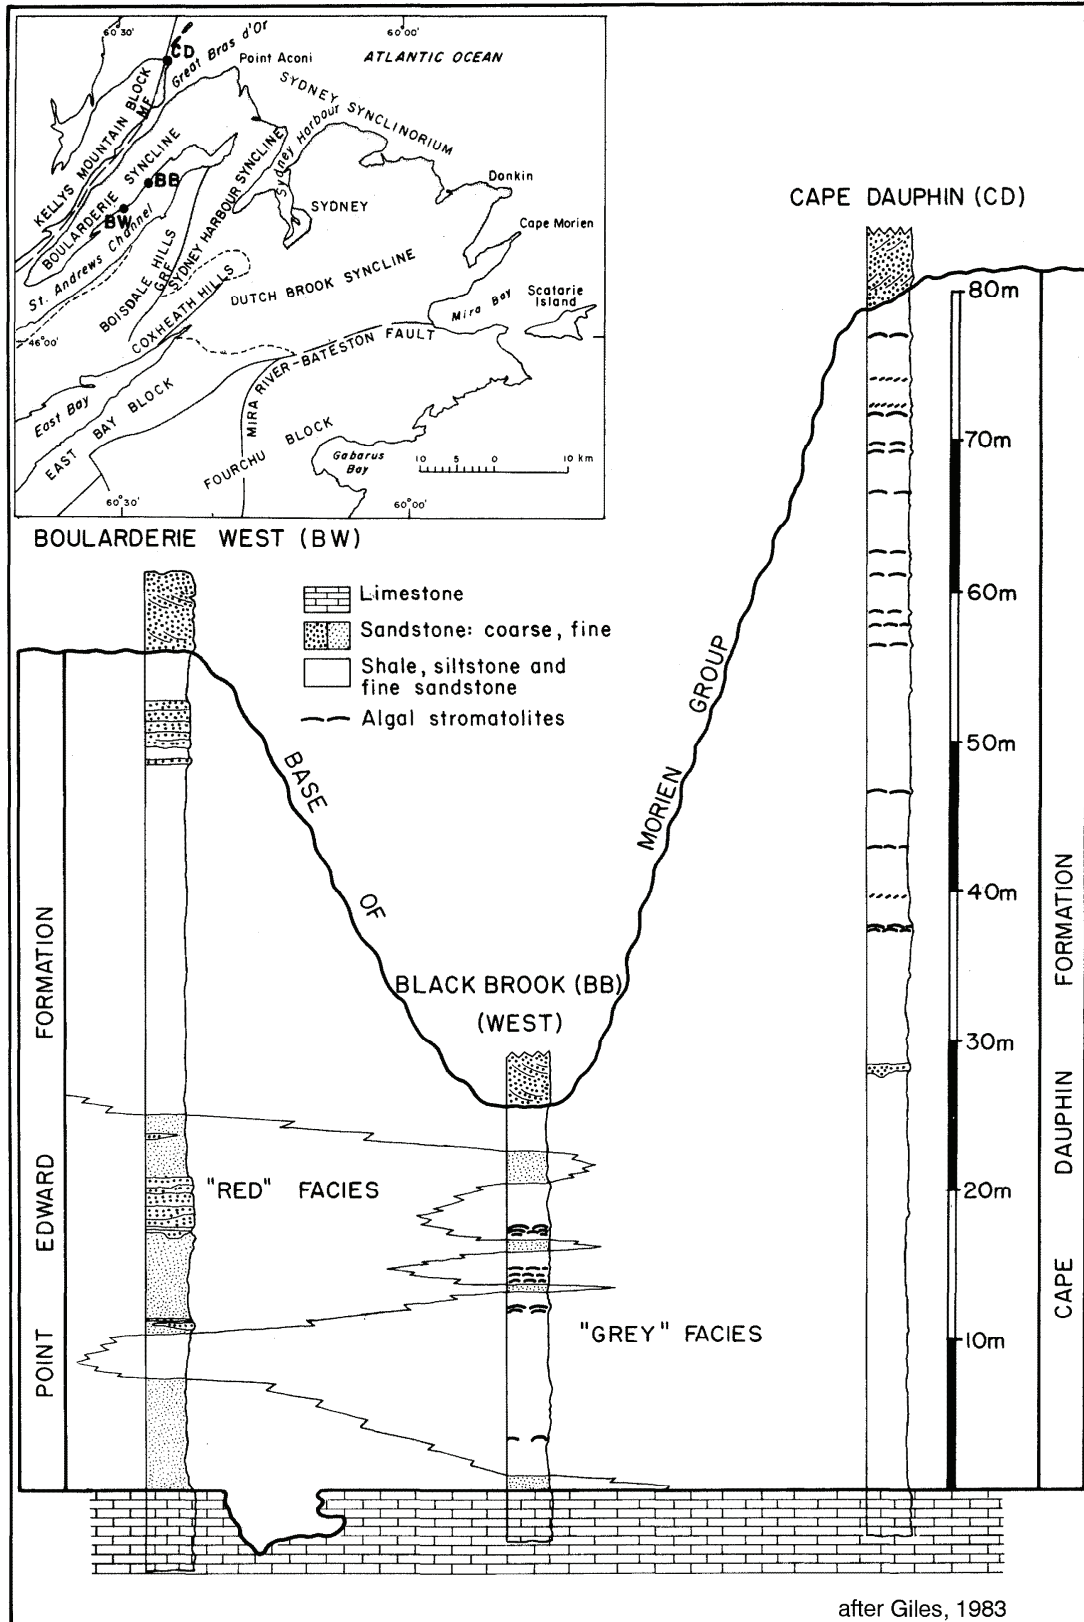 60°30'
60°00'
CD
Great Bras d'Or
Point Aconi
ATLANTIC OCEAN
SYDNEY SYNCLINORIUM
KELLYS MOUNTAIN BLOCK
MF
BOULARDERIE SYNCLINE
BB
BW
St. Andrews Channel
SYDNEY HARBOUR SYNCLINE
Sydney Harbour
SYDNEY
Donkin
Cape Morien
BOISDALE HILLS
GRF
COXHEATH HILLS
DUTCH BROOK SYNCLINE
Mira Bay
Scatarie
Island
46°00'
MIRA RIVER-BATESTON FAULT
East Bay
EAST BAY BLOCK
FOURCHU BLOCK
Gabarus
Bay
10 5 0 10 km
60°30'
60°00'
CAPE DAUPHIN (CD)
BOULARDERIE WEST (BW)
Limestone
Sandstone: coarse, fine
Shale, siltstone and
fine sandstone
Algal stromatolites
BASE OF MORIEN GROUP
BLACK BROOK (BB)
(WEST)
80m
70m
60m
50m
40m
30m
20m
10m
POINT EDWARD FORMATION
CAPE DAUPHIN FORMATION
"RED" FACIES
"GREY" FACIES
after Giles, 1983